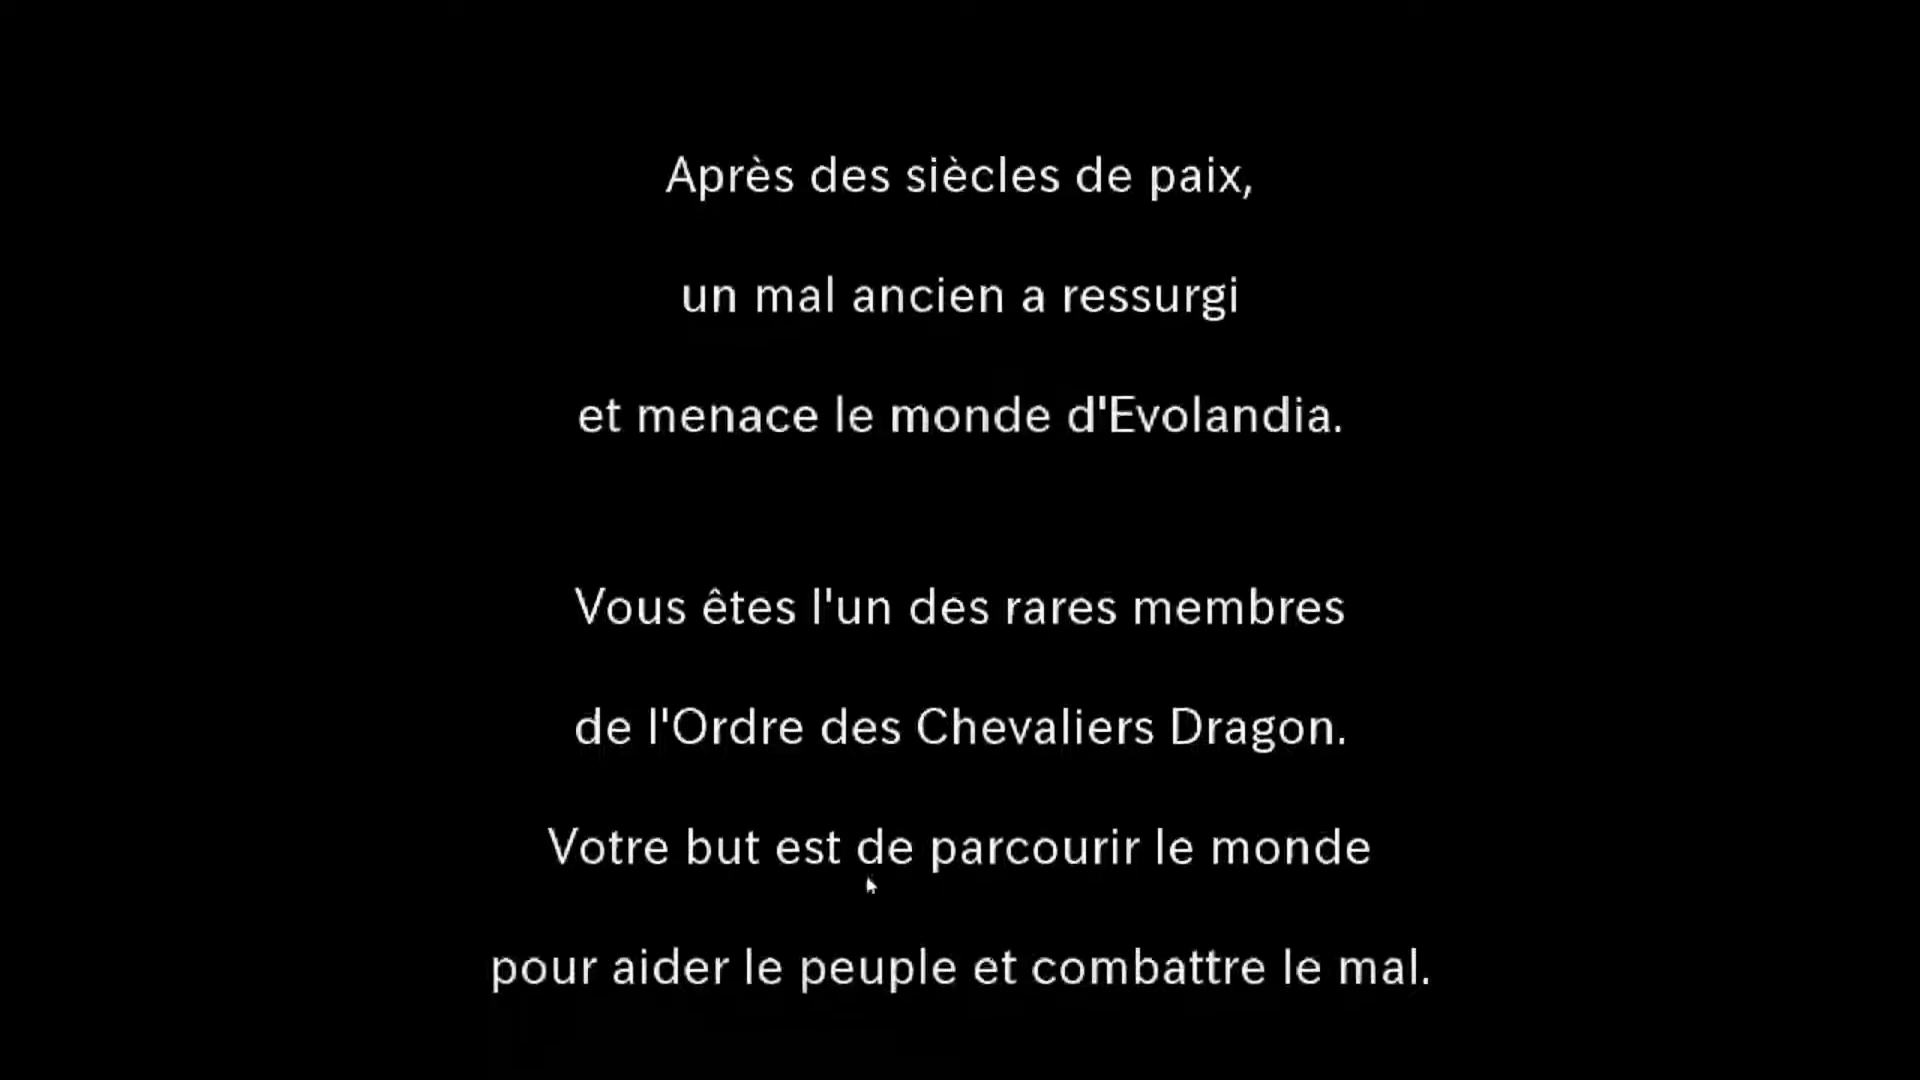 Après des siècles de paix,
un mal ancien a ressurgi
et menace le monde d'Evolandia.
Vous êtes l'un des rares membres
de l'Ordre des Chevaliers Dragon.
Votre but est de parcourir le monde
pour aider le peuple et combattre le mal.